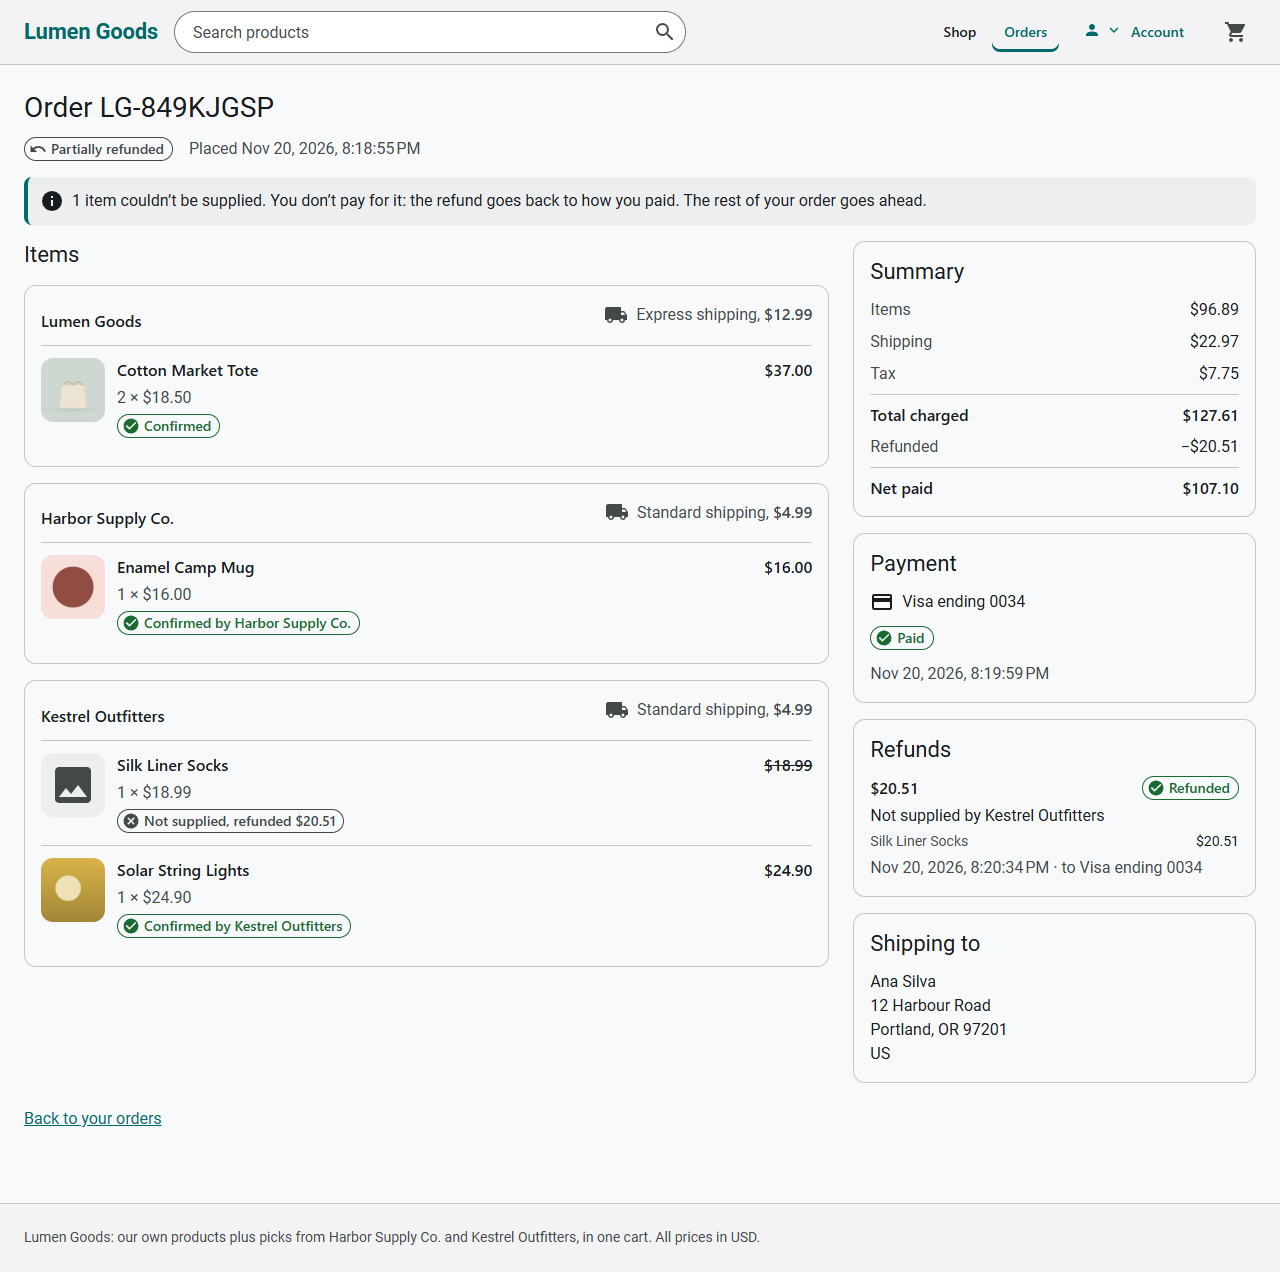 Lumen Goods
Search products
Shop
Orders
Account
Order LG-849KJGSP
Partially refunded
Placed Nov 20, 2026, 8:18:55 PM
1 item couldn’t be supplied. You don’t pay for it: the refund goes back to how you paid. The rest of your order goes ahead.
Items
Lumen Goods
Express shipping, $12.99
Cotton Market Tote
$37.00
2 × $18.50
Confirmed
Harbor Supply Co.
Standard shipping, $4.99
Enamel Camp Mug
$16.00
1 × $16.00
Confirmed by Harbor Supply Co.
Kestrel Outfitters
Standard shipping, $4.99
Silk Liner Socks
$18.99
1 × $18.99
Not supplied, refunded $20.51
Solar String Lights
$24.90
1 × $24.90
Confirmed by Kestrel Outfitters
Summary
Items $96.89
Shipping $22.97
Tax $7.75
Total charged $127.61
Refunded −$20.51
Net paid $107.10
Payment
Visa ending 0034
Paid
Nov 20, 2026, 8:19:59 PM
Refunds
$20.51
Refunded
Not supplied by Kestrel Outfitters
Silk Liner Socks $20.51
Nov 20, 2026, 8:20:34 PM · to Visa ending 0034
Shipping to
Ana Silva
12 Harbour Road
Portland, OR 97201
US
Back to your orders
Lumen Goods: our own products plus picks from Harbor Supply Co. and Kestrel Outfitters, in one cart. All prices in USD.